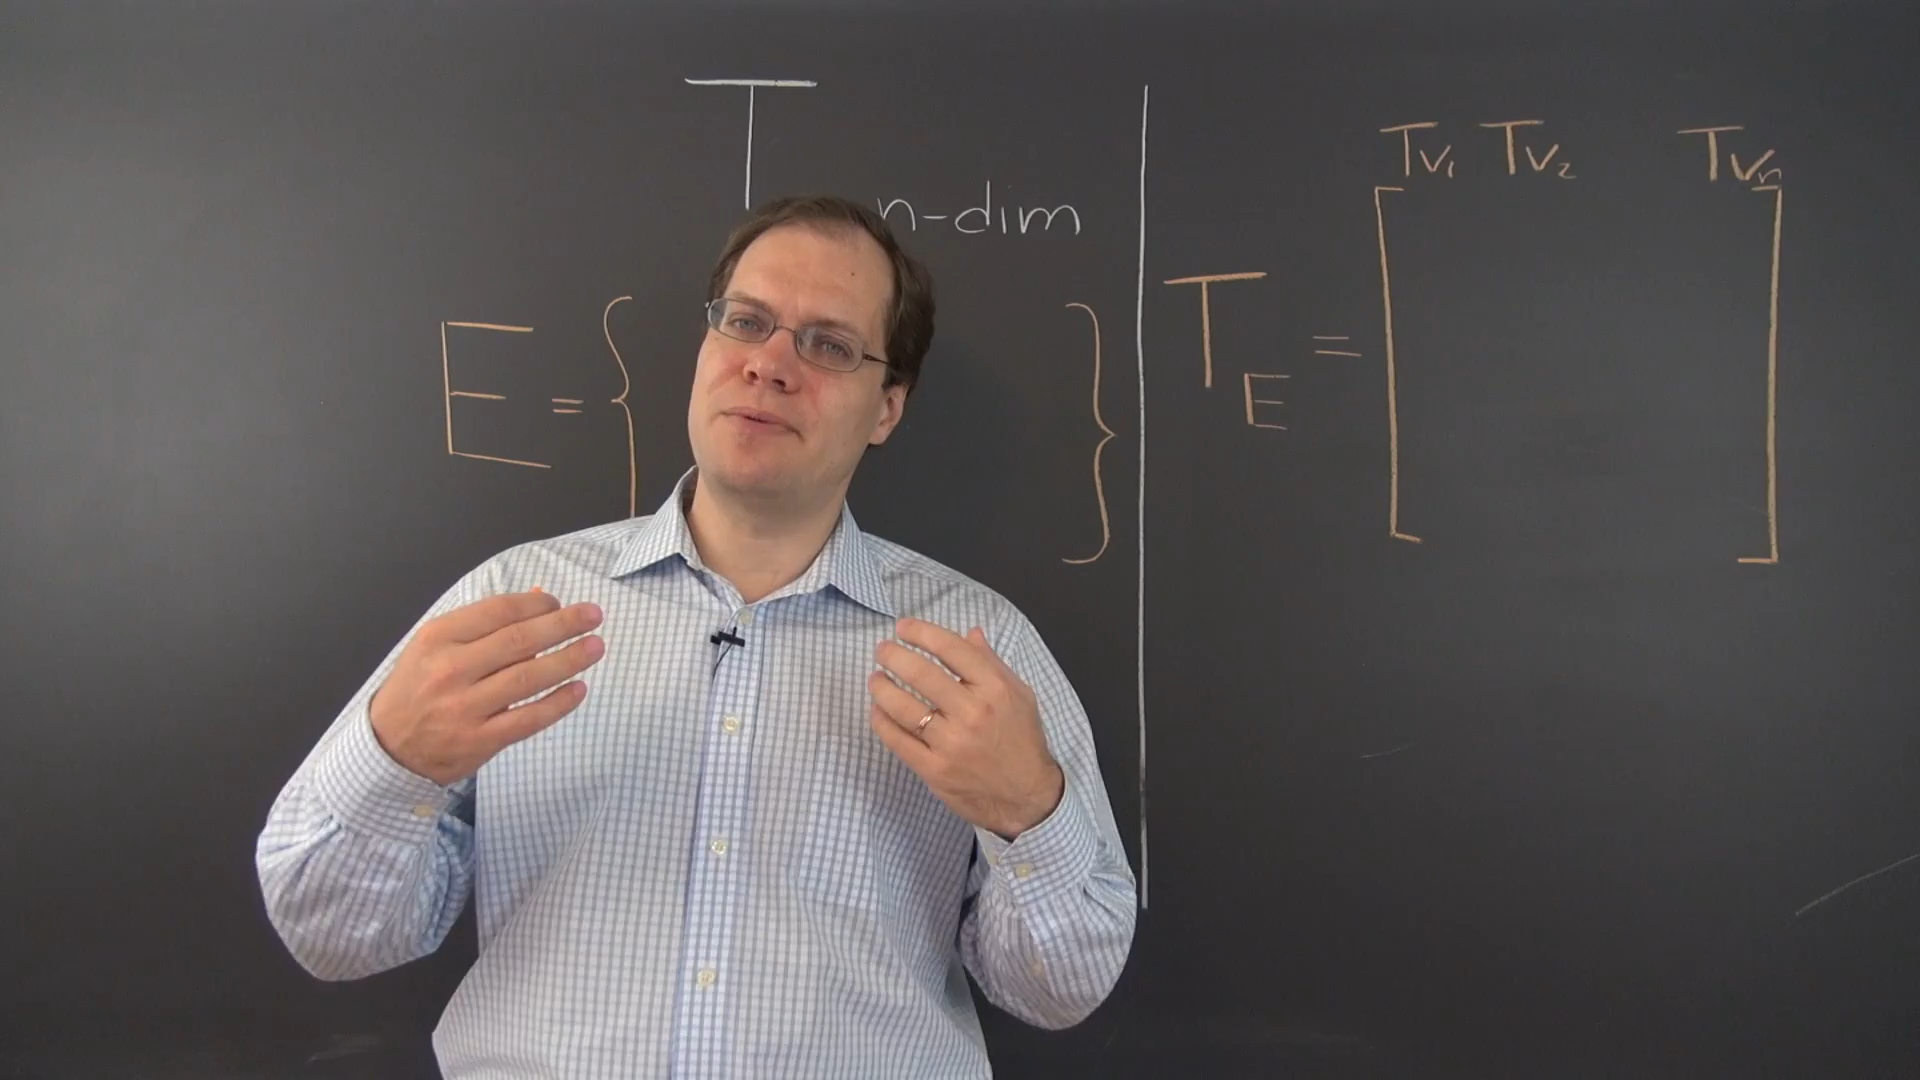 T
n-dim
E = { }
Tv₁ Tv₂ Tvₙ
T_E = [ ]